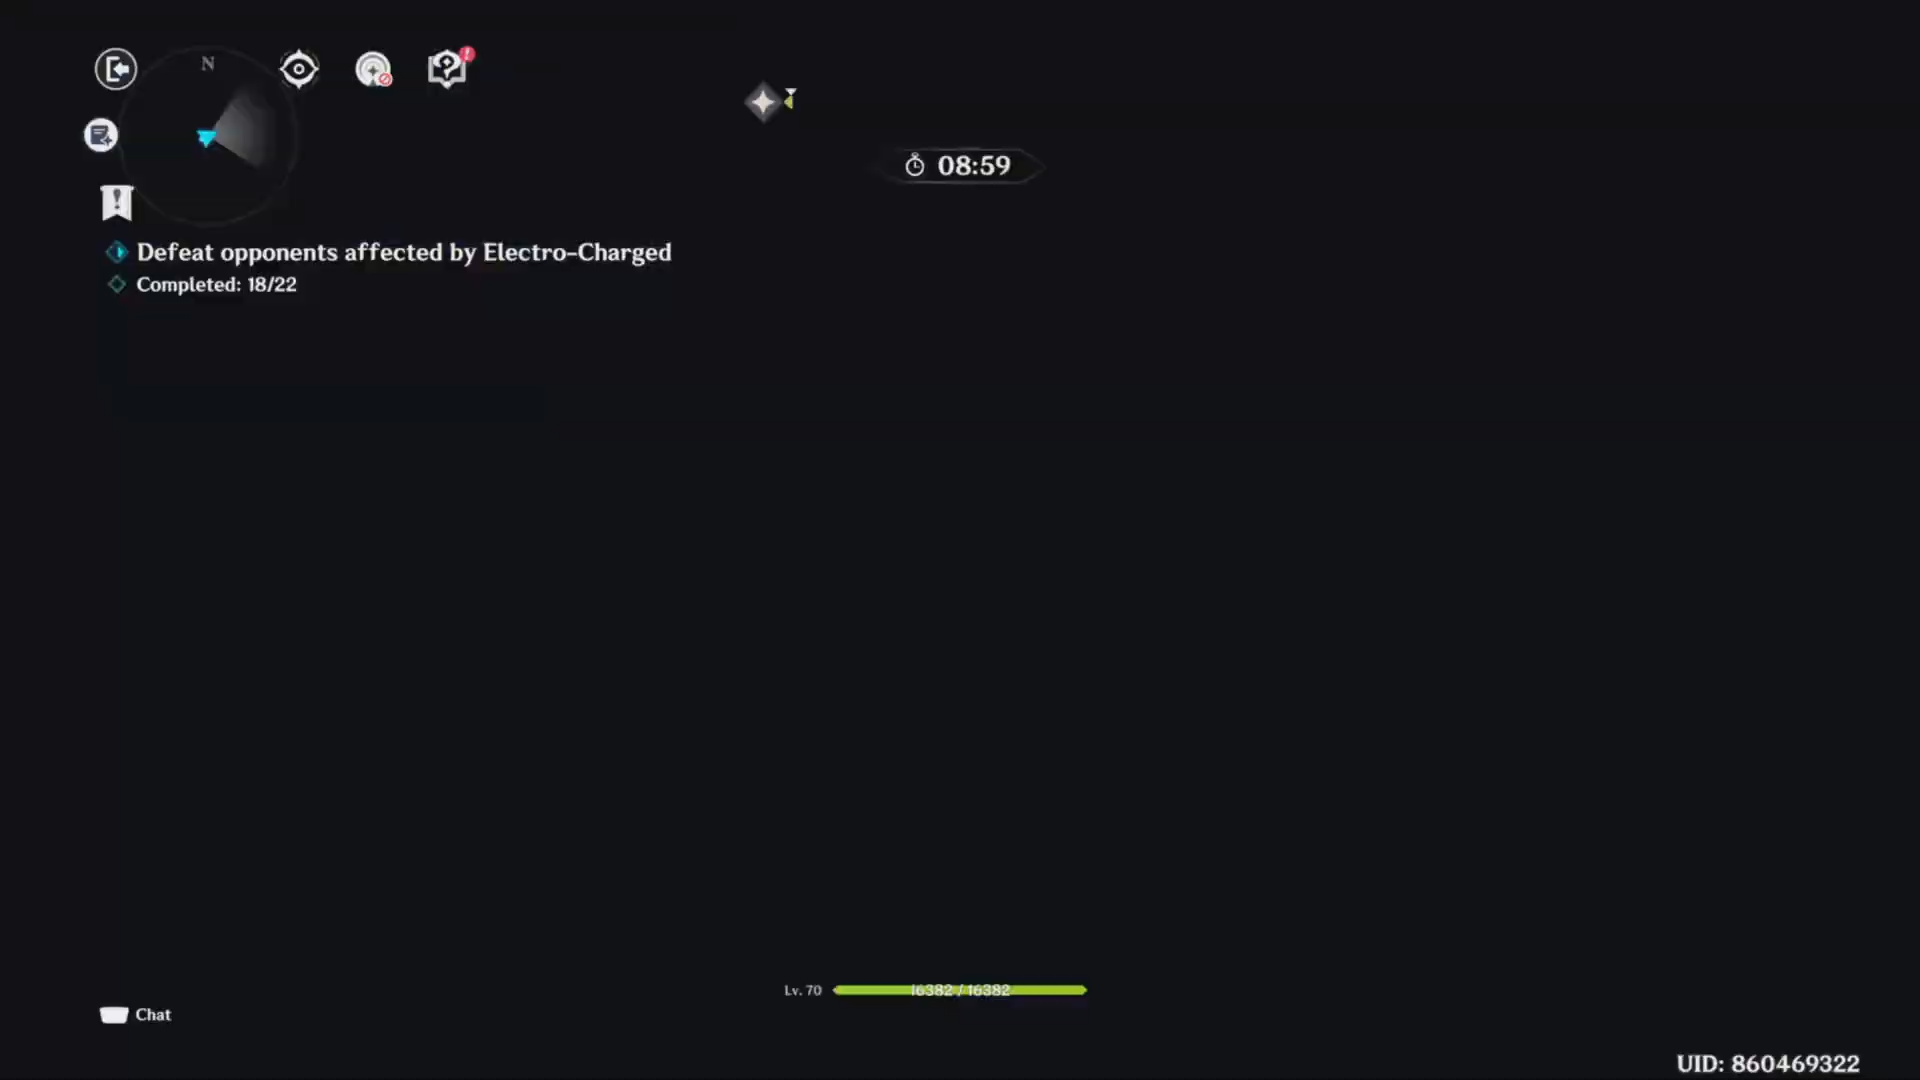 N
08:59
Defeat opponents affected by Electro-Charged
Completed: 18/22
Lv. 70 16382 / 16382
Chat
UID: 860469322